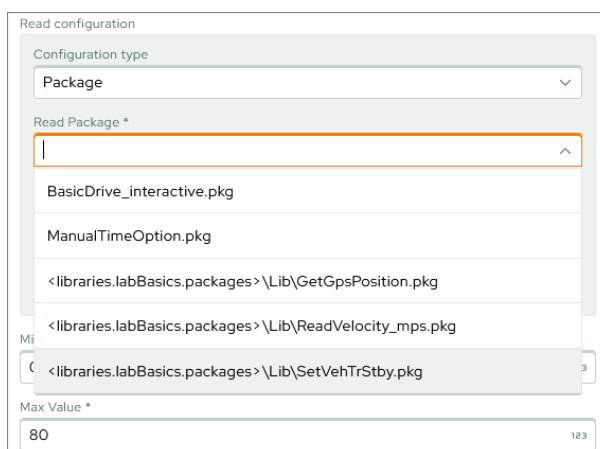 Read configuration
Configuration type
Package
Read Package *
BasicDrive_interactive.pkg
ManualTimeOption.pkg
<libraries.labBasics.packages>\Lib\GetGpsPosition.pkg
<libraries.labBasics.packages>\Lib\ReadVelocity_mps.pkg
Mi
<libraries.labBasics.packages>\Lib\SetVehTrStby.pkg
Max Value *
80
123